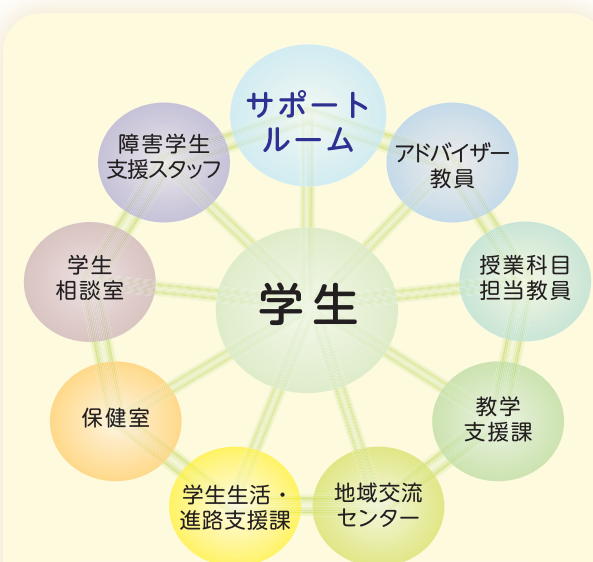 サポート
ルーム
アドバイザー
教員
授業科目
担当教員
教学
支援課
地域交流
センター
学生生活・
進路支援課
保健室
学生
相談室
障害学生
支援スタッフ
学生